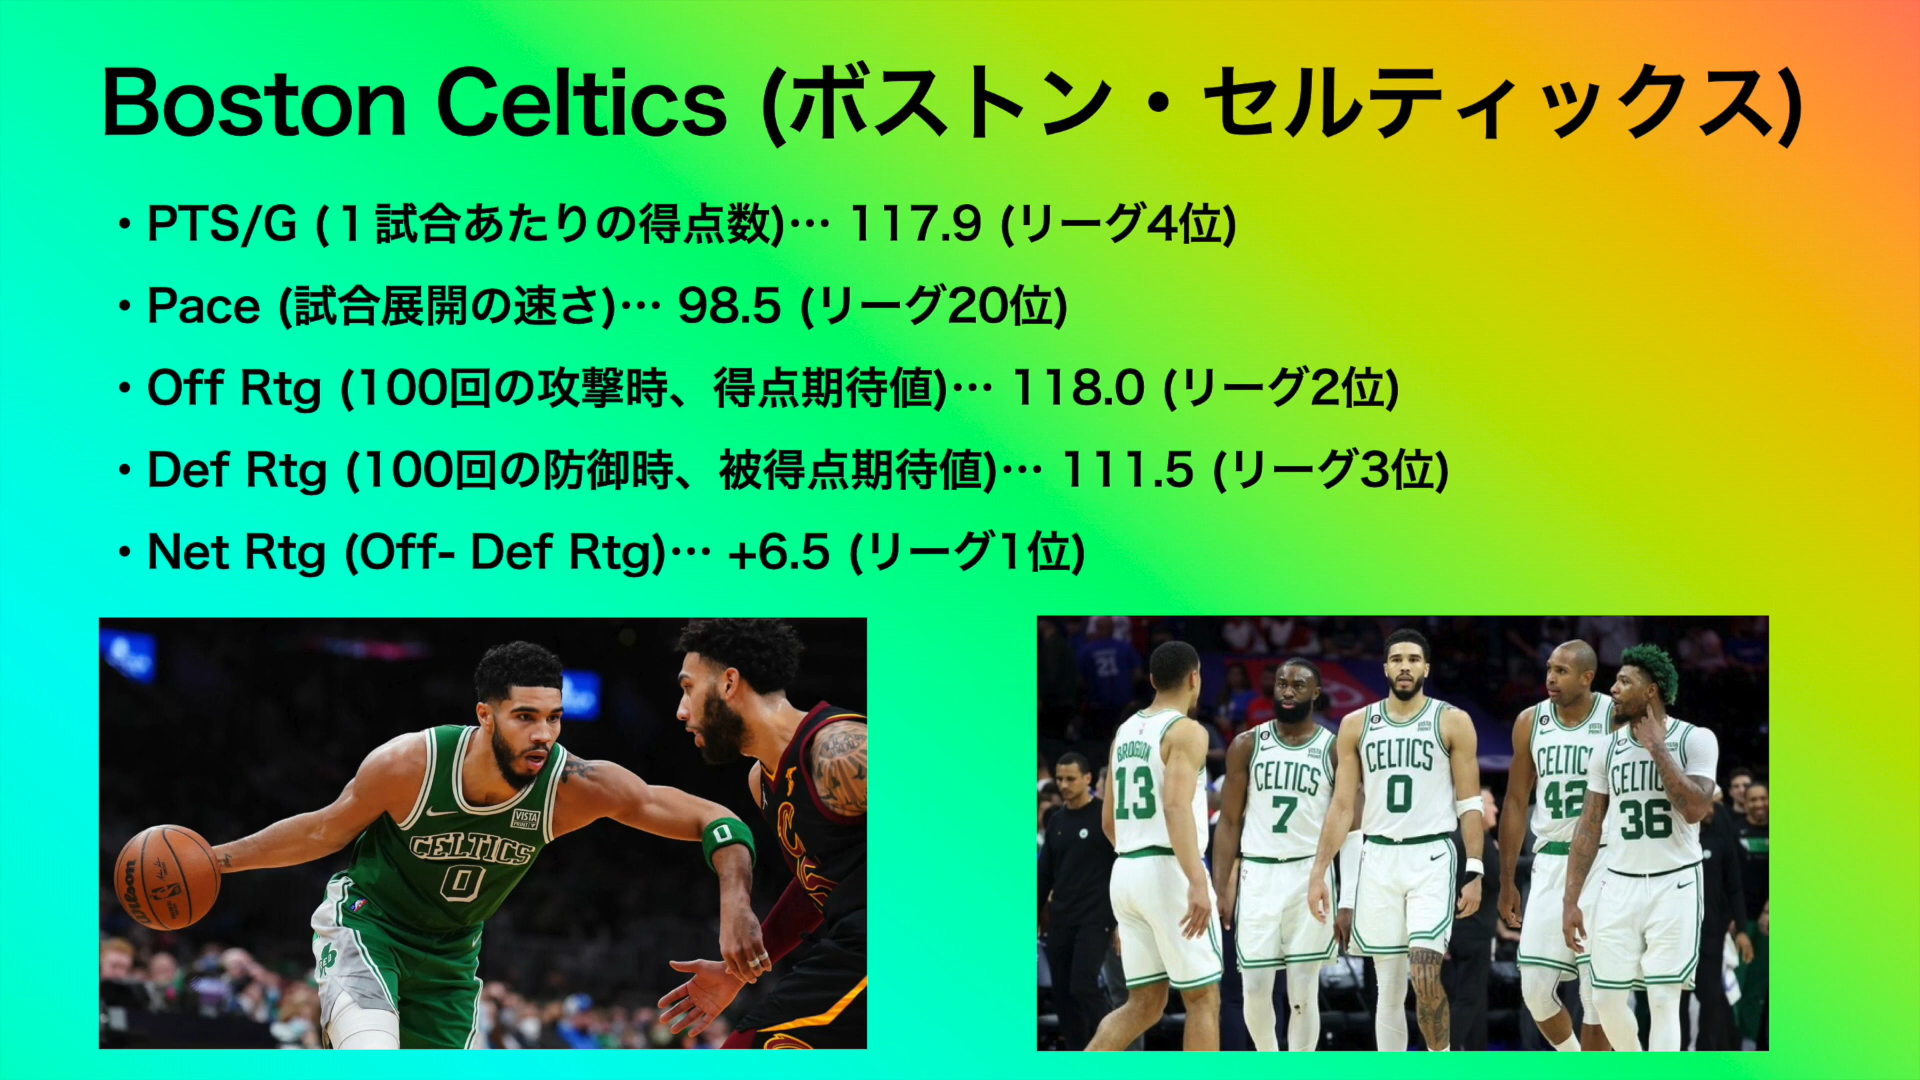 Boston Celtics (ボストン・セルティックス)
・PTS/G (１試合あたりの得点数)… 117.9 (リーグ4位)
・Pace (試合展開の速さ)… 98.5 (リーグ20位)
・Off Rtg (100回の攻撃時、得点期待値)… 118.0 (リーグ2位)
・Def Rtg (100回の防御時、被得点期待値)… 111.5 (リーグ3位)
・Net Rtg (Off- Def Rtg)… +6.5 (リーグ1位)
VISTA
PRINT
CELTICS
0
0
Wilson
21
BROGDON
13
CELTICS
7
CELTICS
0
CELTICS
42
CELTIC
36